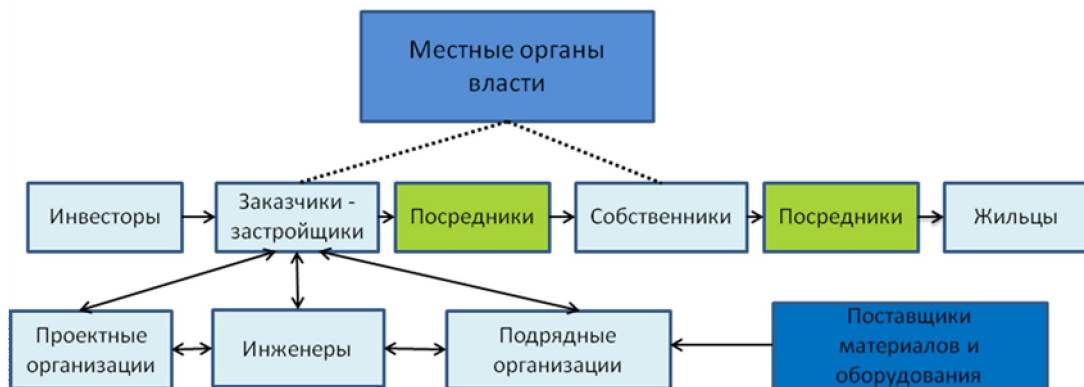 Местные органы
власти
Инвесторы
Заказчики -
застройщики
Посредники
Собственники
Посредники
Жильцы
Проектные
организации
Инженеры
Подрядные
организации
Поставщики
материалов и
оборудования